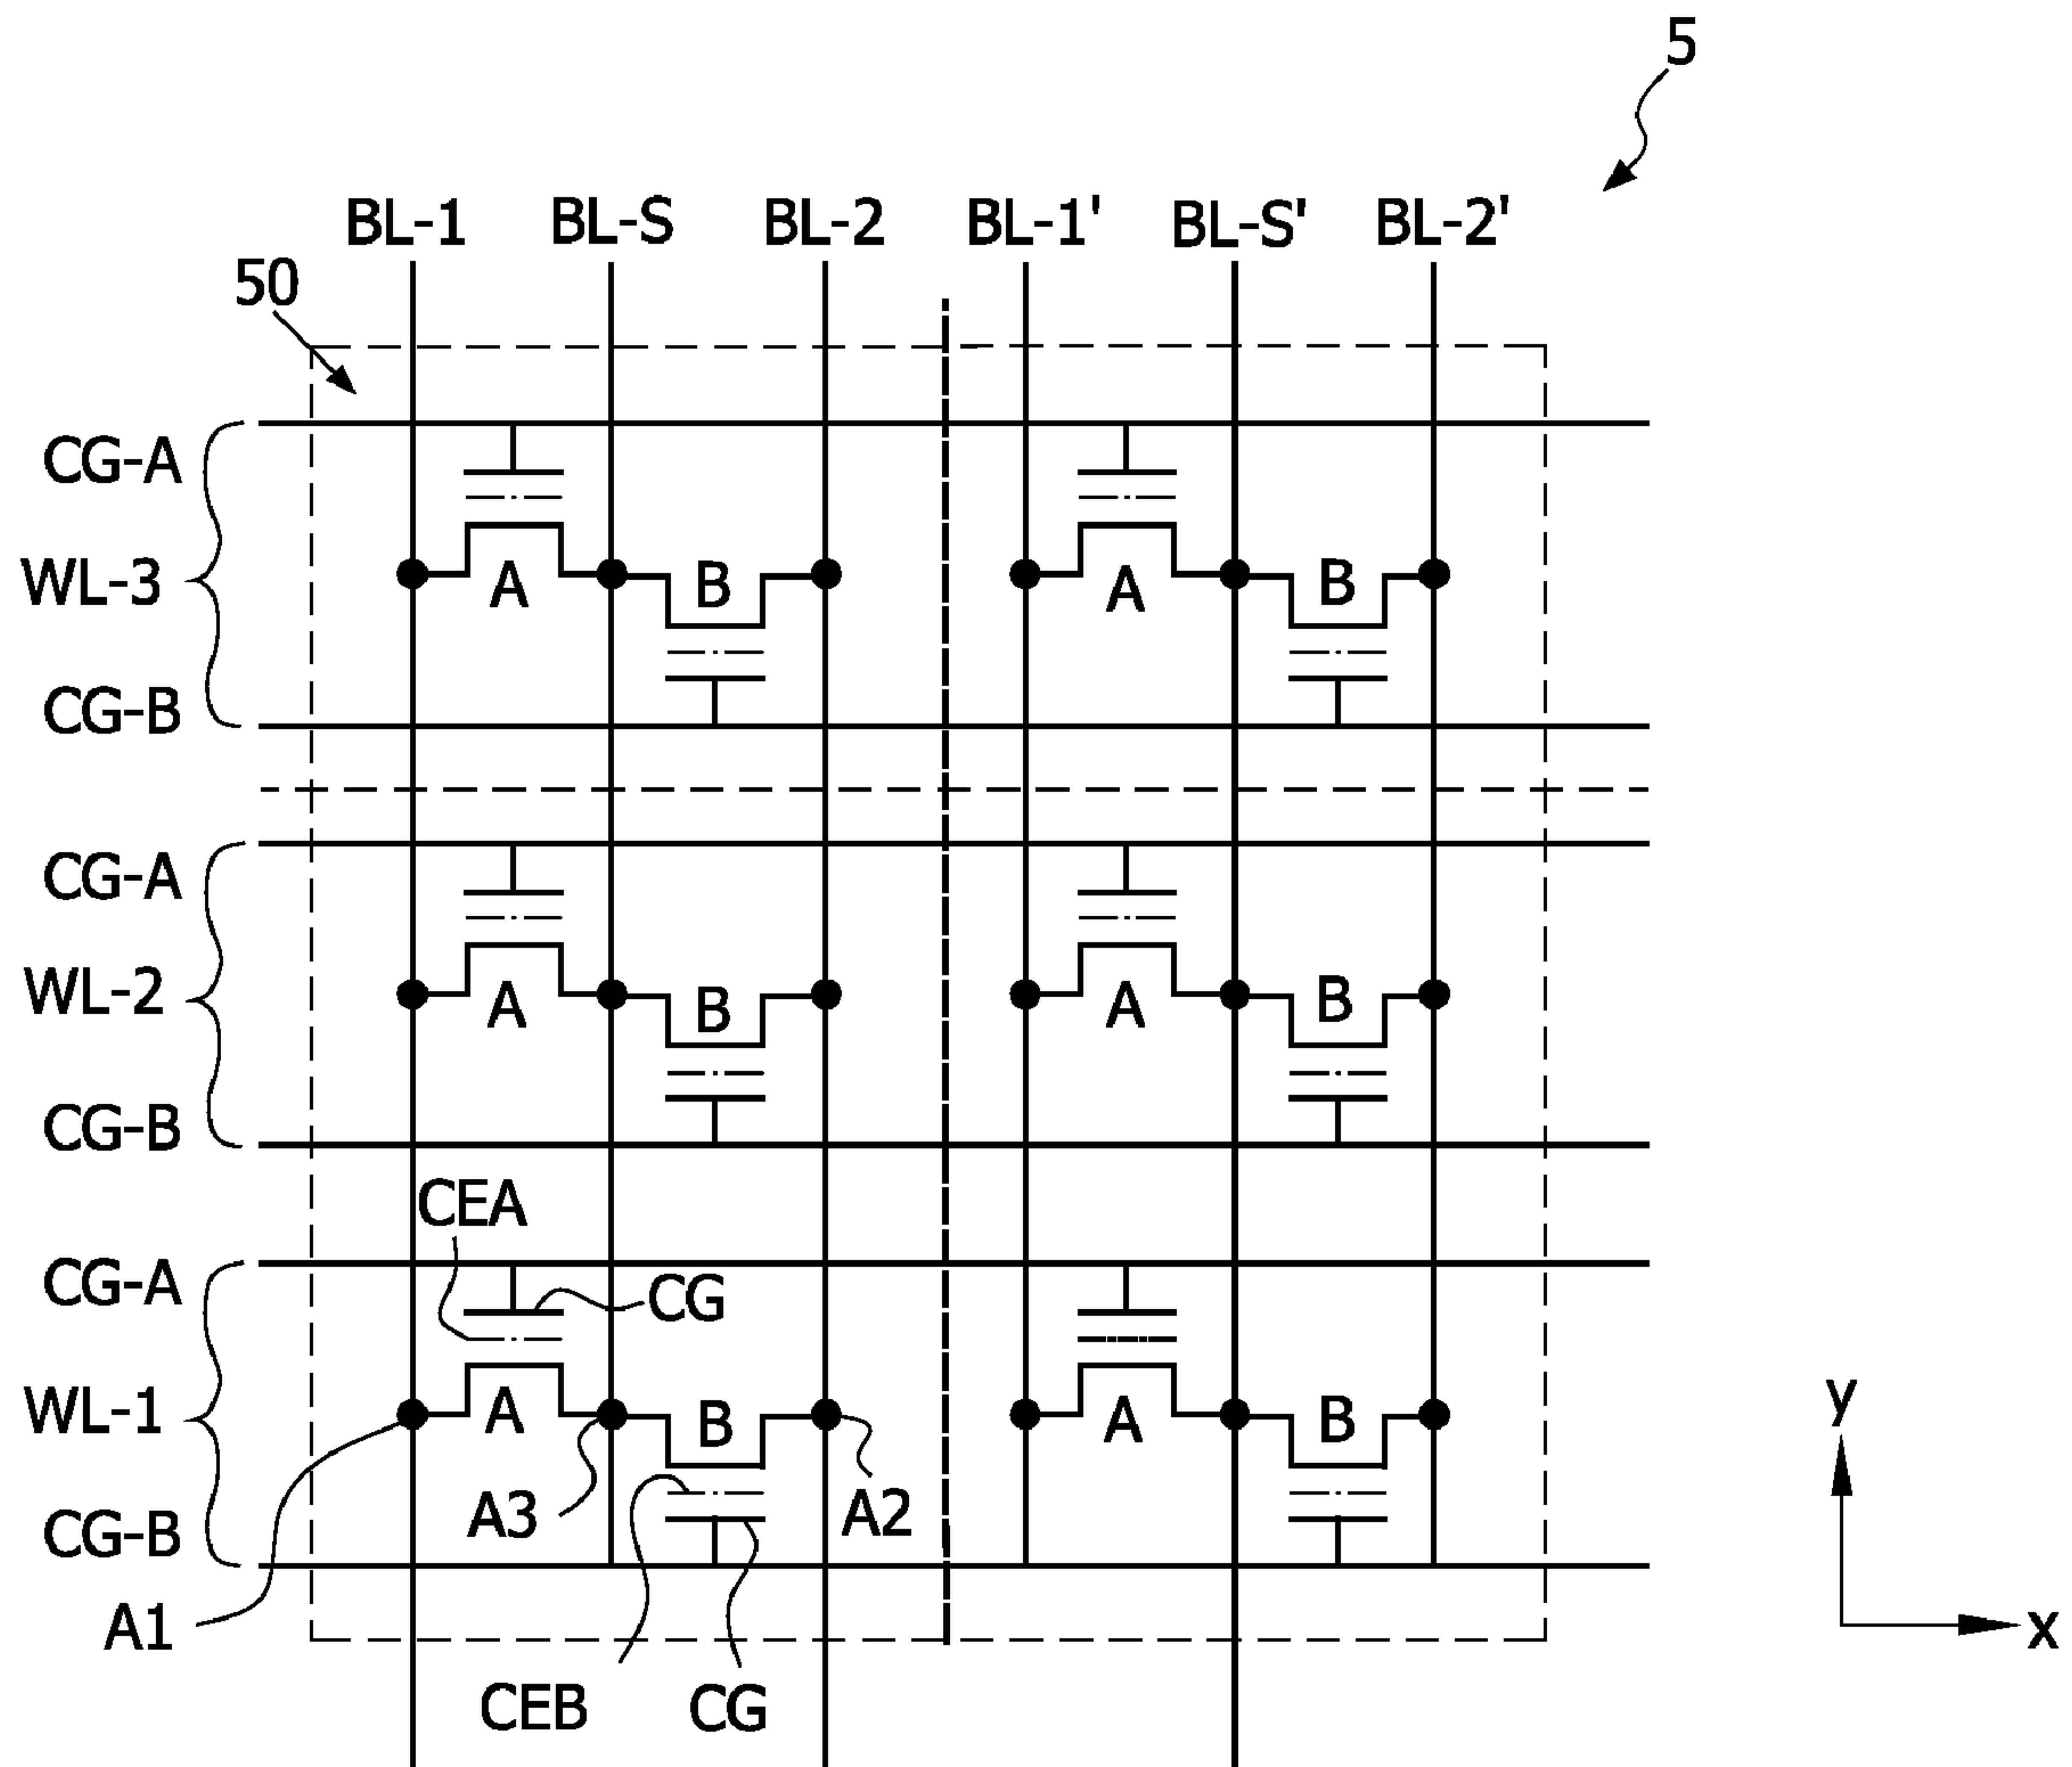 5
BL-1 BL-S BL-2 BL-1' BL-S' BL-2'
50
CG-A
WL-3 A B A B
CG-B
CG-A
WL-2 A B A B
CG-B
CEA
CG-A CG
WL-1 A B A B y
A3 A2
CG-B
A1 x
CEB CG